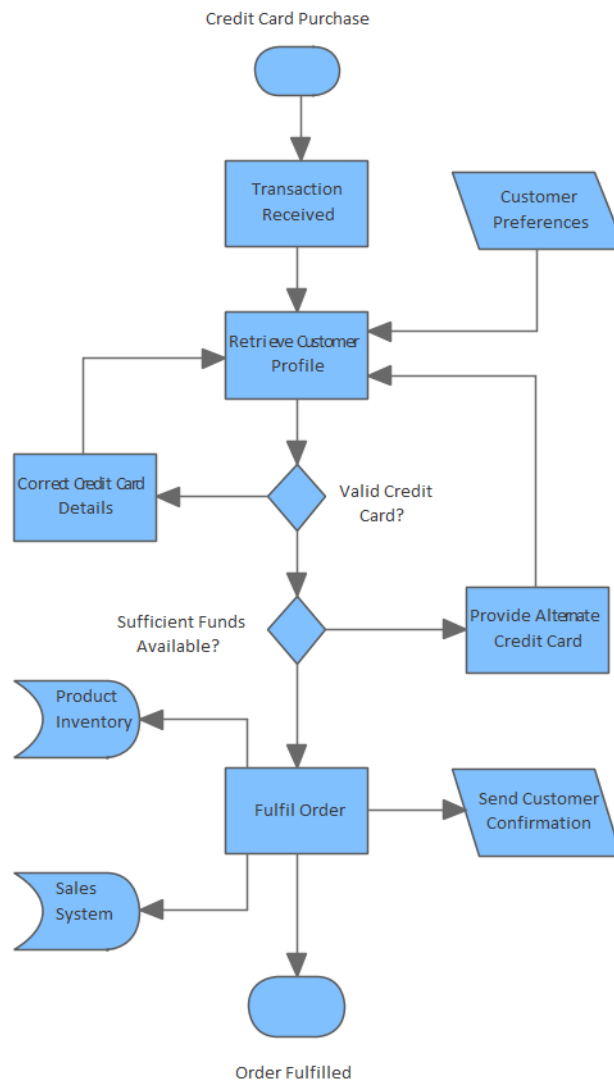 Credit Card Purchase
Transaction
Received
Customer
Preferences
Retrieve Customer
Profile
Correct Credit Card
Details
Valid Credit
Card?
Sufficient Funds
Available?
Provide Alternate
Credit Card
Product
Inventory
Fulfil Order
Send Customer
Confirmation
Sales
System
Order Fulfilled